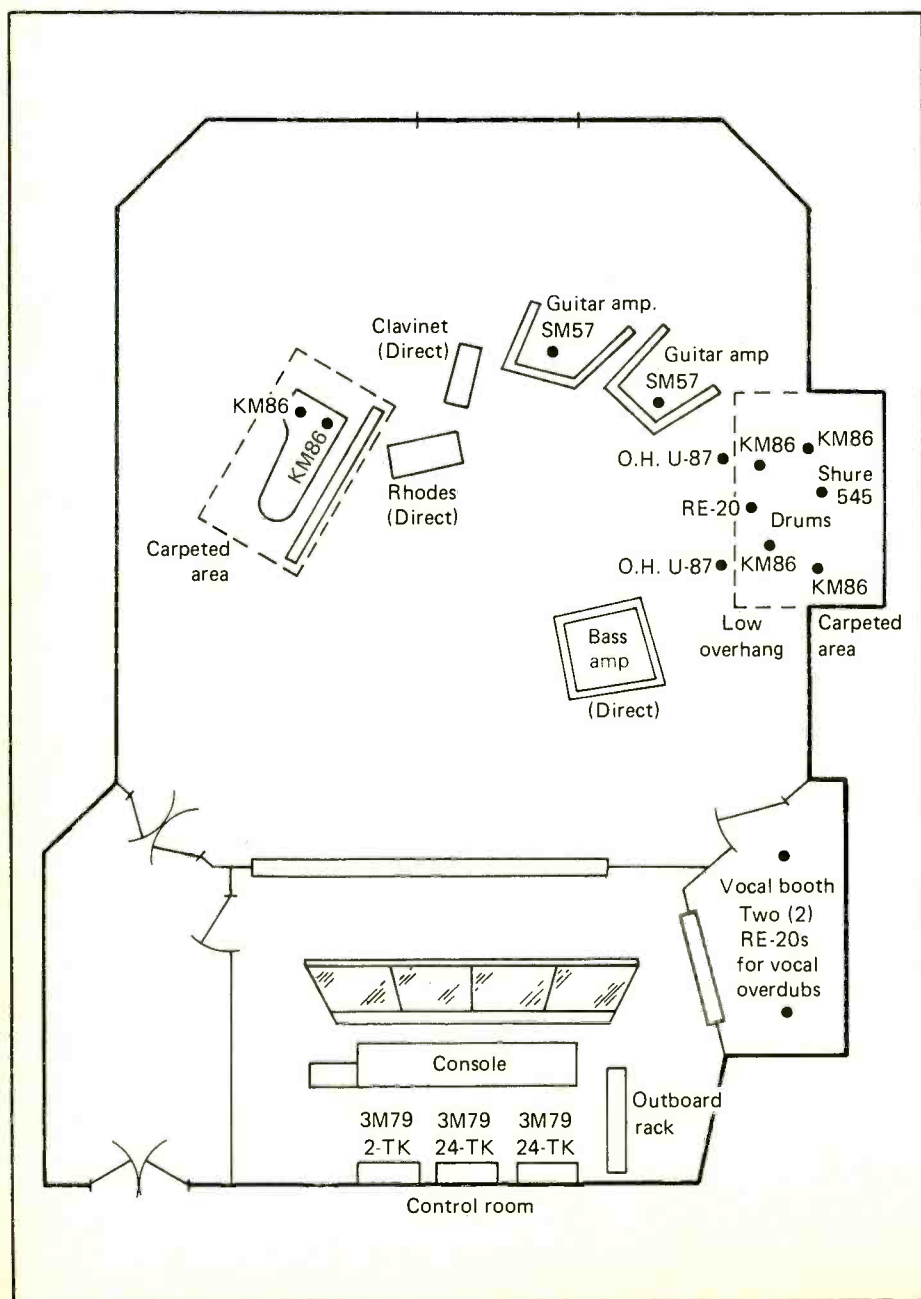 Guitar amp.
SM57
Clavinet
(Direct)
Guitar amp
SM57
KM86
KM86
Rhodes
(Direct)
Carpeted
area
O.H. U-87
KM86
KM86
Shure
545
RE-20
Drums
O.H. U-87
KM86
KM86
Low
overhang
Carpeted
area
Bass
amp
(Direct)
Vocal booth
Two (2)
RE-20s
for vocal
overdubs
Console
Outboard
rack
3M79
2-TK
3M79
24-TK
3M79
24-TK
Control room